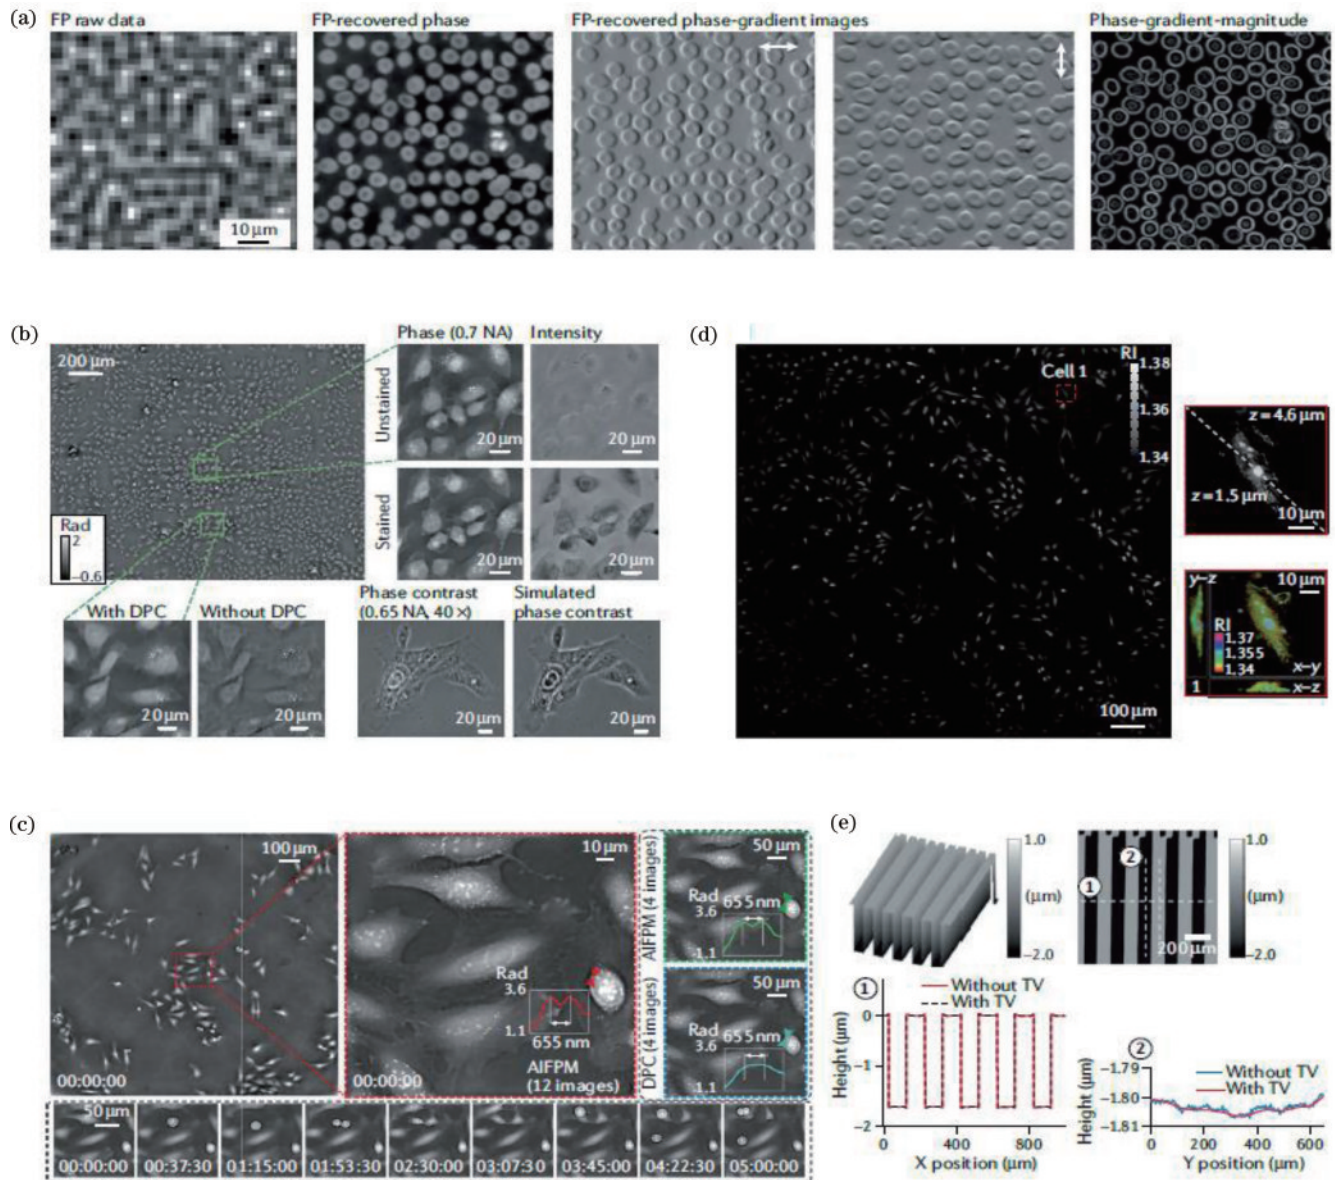 (a)
FP raw data
FP-recovered phase
FP-recovered phase-gradient images
Phase-gradient-magnitude
10 μm
(b)
200 μm
Rad
2
−0.6
Phase (0.7 NA)
Intensity
Unstained
20 μm
20 μm
Stained
20 μm
20 μm
With DPC
Without DPC
20 μm
20 μm
Phase contrast
(0.65 NA, 40 ×)
Simulated
phase contrast
20 μm
20 μm
(d)
RI
1.38
1.36
1.34
Cell 1
100 μm
z = 4.6 μm
z = 1.5 μm
10 μm
y–z
10 μm
RI
1.37
1.355
1.34
x–y
1
x–z
(c)
100 μm
00:00:00
10 μm
Rad
3.6
1.1
655 nm
AIFPM
(12 images)
00:00:00
AIFPM (4 images)
50 μm
Rad
3.6
655 nm
1.1
DPC (4 images)
50 μm
Rad
3.6
655 nm
1.1
50 μm
00:00:00
00:37:30
01:15:00
01:53:30
02:30:00
03:07:30
03:45:00
04:22:30
05:00:00
(e)
1.0
(μm)
−2.0
①
②
200 μm
1.0
(μm)
−2.0
①
Without TV
With TV
Height (μm)
0
−1
−2
0
400
800
X position (μm)
②
Without TV
With TV
Height (μm)
−1.79
−1.80
−1.81
0
200
400
600
Y position (μm)